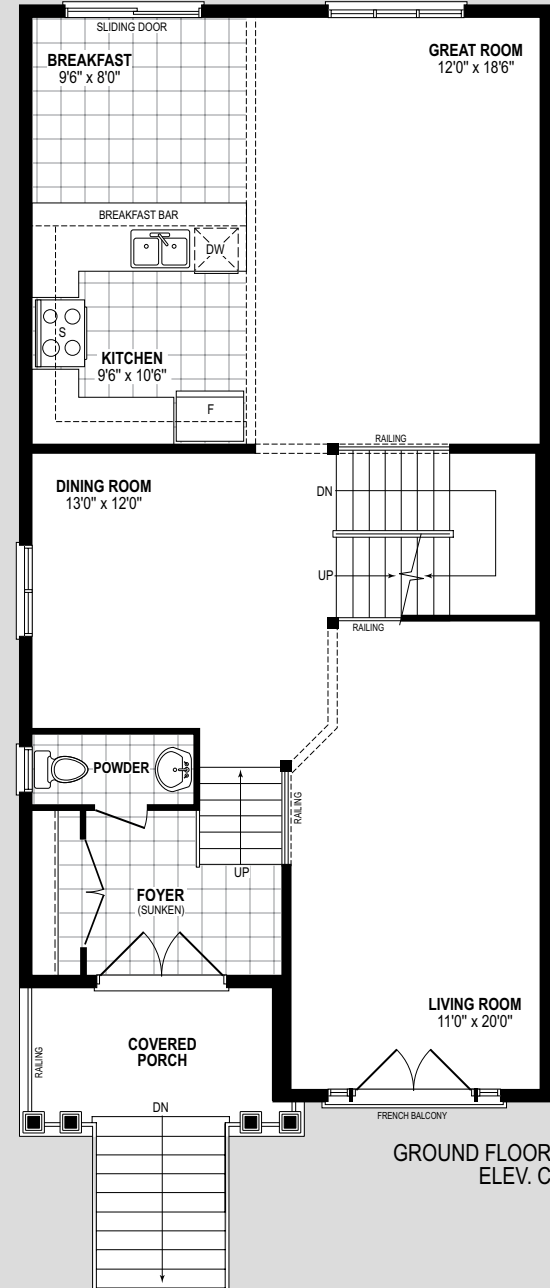 SLIDING DOOR
BREAKFAST
9'6" x 8'0"
GREAT ROOM
12'0" x 18'6"
BREAKFAST BAR
DW
S
KITCHEN
9'6" x 10'6"
F
RAILING
DINING ROOM
13'0" x 12'0"
DN
UP
RAILING
POWDER
RAILING
UP
FOYER
(SUNKEN)
LIVING ROOM
11'0" x 20'0"
COVERED
PORCH
RAILING
DN
FRENCH BALCONY
GROUND FLOOR
ELEV. C